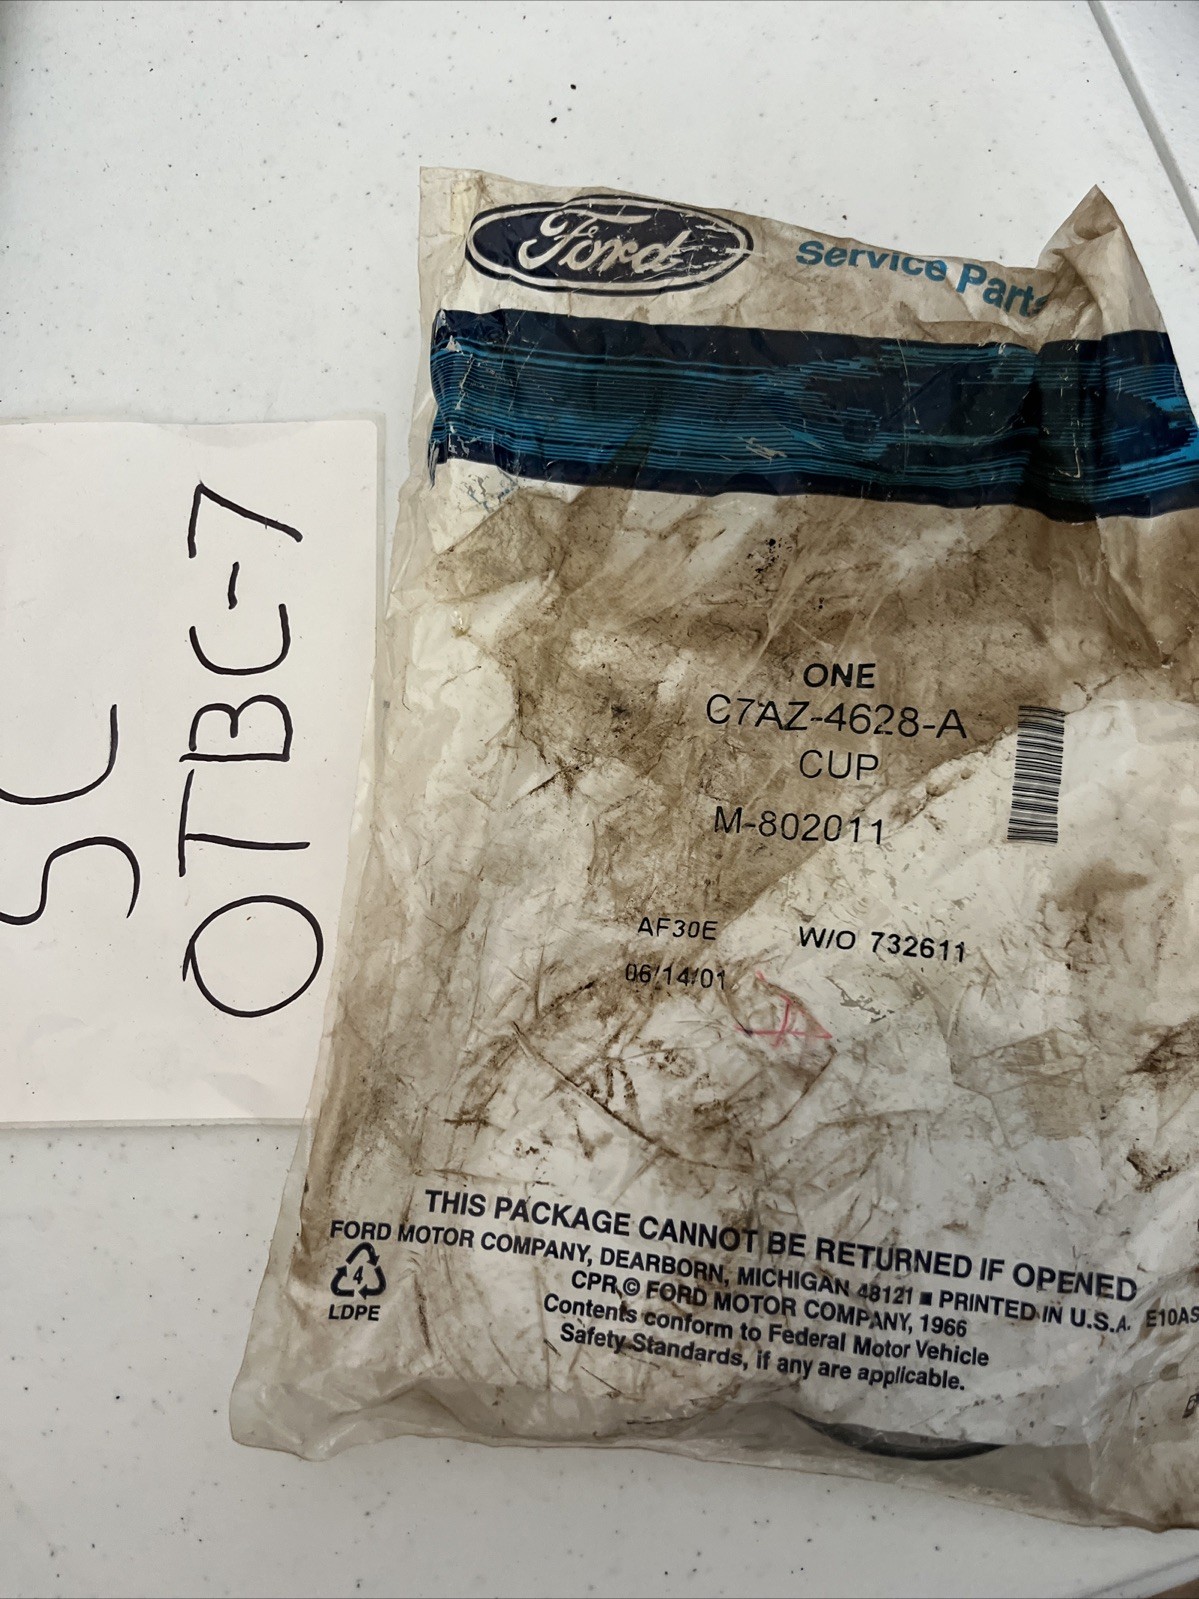 SC
OTBC-7
Ford
Service Parts
ONE
C7AZ-4628-A
CUP
M-802011
AF30E
W/O 732611
06/14/01
THIS PACKAGE CANNOT BE RETURNED IF OPENED
FORD MOTOR COMPANY, DEARBORN, MICHIGAN 48121 ■ PRINTED IN U.S.A. E10AS
CPR © FORD MOTOR COMPANY, 1966
Contents conform to Federal Motor Vehicle
Safety Standards, if any are applicable.
4
LDPE